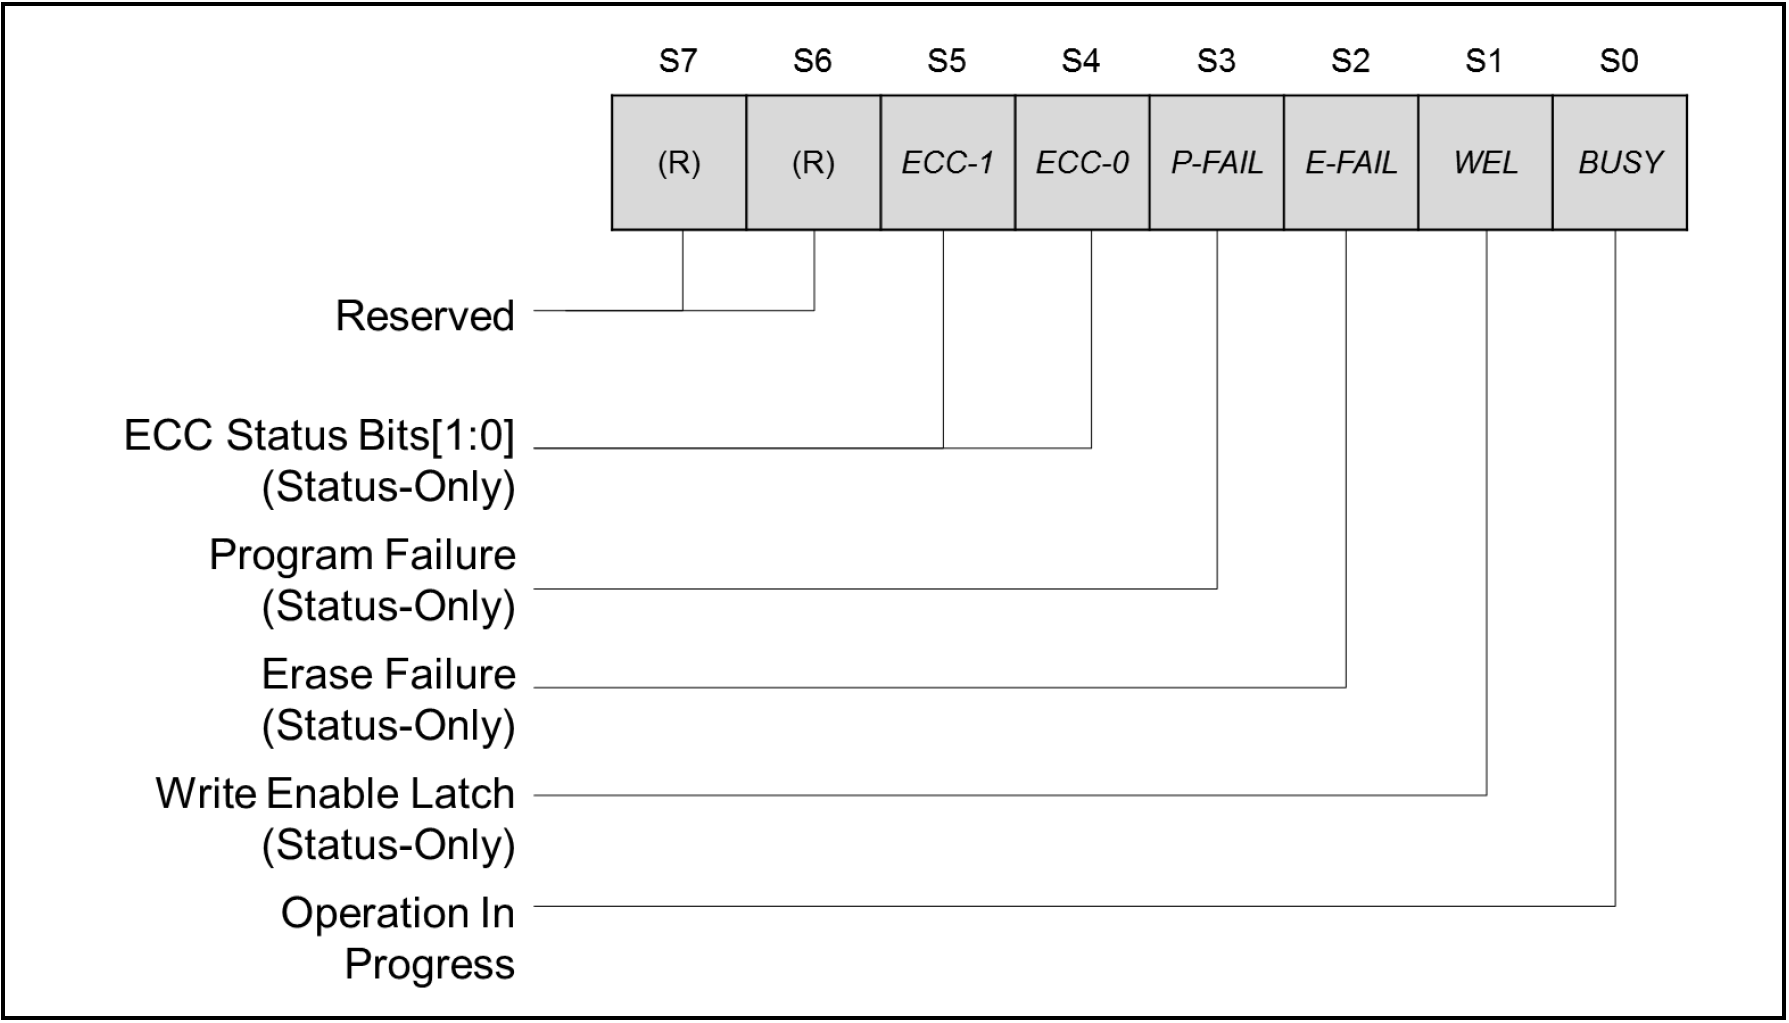 S7 S6 S5 S4 S3 S2 S1 S0
(R) (R) ECC-1 ECC-0 P-FAIL E-FAIL WEL BUSY
Reserved
ECC Status Bits[1:0]
(Status-Only)
Program Failure
(Status-Only)
Erase Failure
(Status-Only)
Write Enable Latch
(Status-Only)
Operation In
Progress